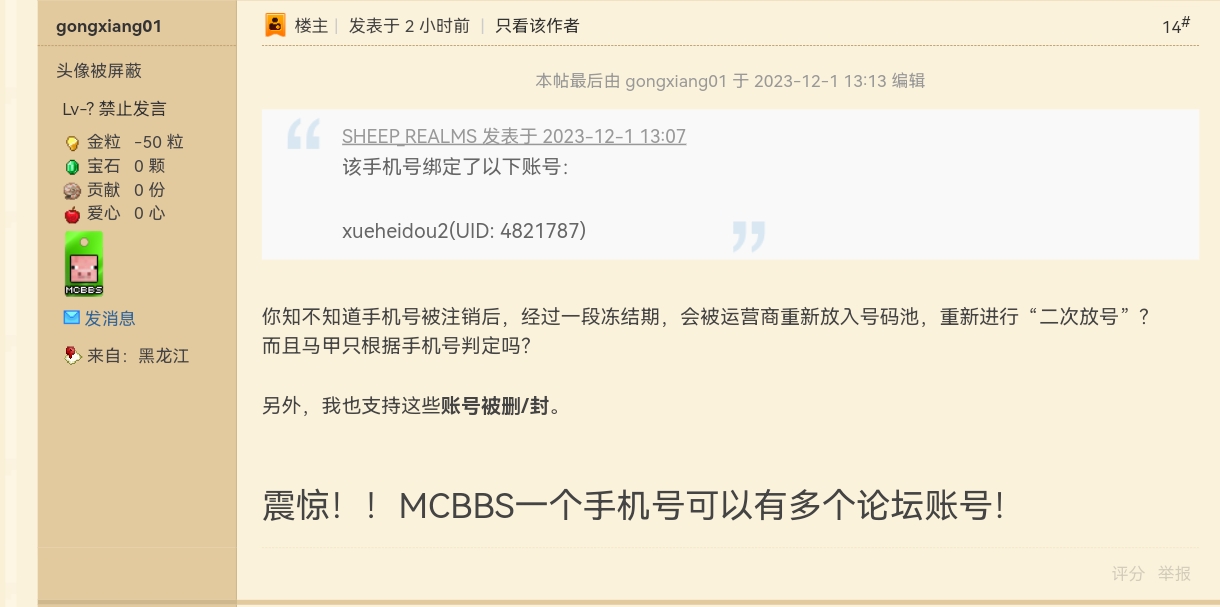 gongxiang01
头像被屏蔽
Lv-? 禁止发言
金粒 -50 粒
宝石 0 颗
贡献 0 份
爱心 0 心
MCBBS
发消息
来自：黑龙江
楼主 | 发表于 2 小时前 | 只看该作者
14#
本帖最后由 gongxiang01 于 2023-12-1 13:13 编辑
SHEEP_REALMS 发表于 2023-12-1 13:07
该手机号绑定了以下账号：
xueheidou2(UID: 4821787)
你知不知道手机号被注销后，经过一段冻结期，会被运营商重新放入号码池，重新进行“二次放号”？
而且马甲只根据手机号判定吗？
另外，我也支持这些账号被删/封。
震惊！！MCBBS一个手机号可以有多个论坛账号！
评分 举报